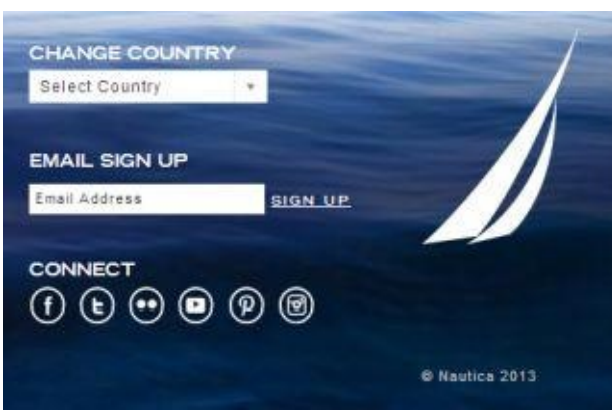 CHANGE COUNTRY
Select Country
EMAIL SIGN UP
Email Address SIGN UP
CONNECT
© Nautica 2013